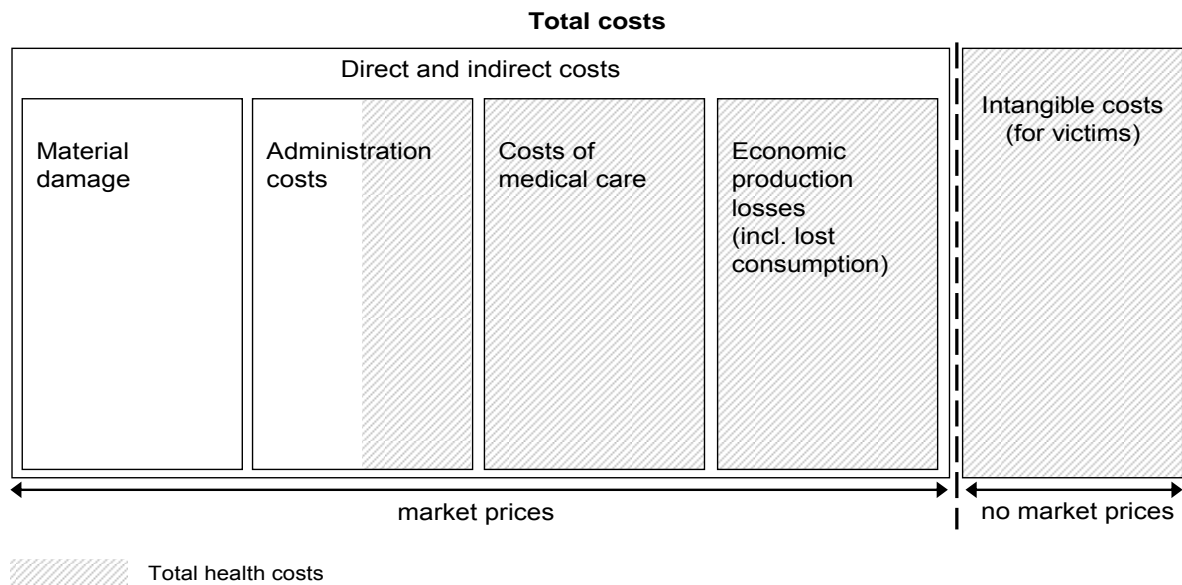 Total costs
Direct and indirect costs
Material
damage
Administration
costs
Costs of
medical care
Economic
production
losses
(incl. lost
consumption)
Intangible costs
(for victims)
market prices
no market prices
Total health costs